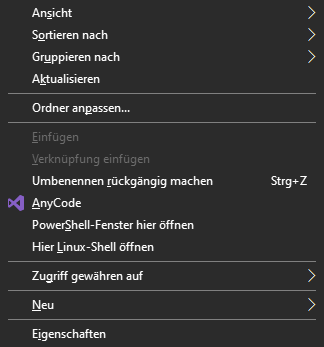 Ansicht
Sortieren nach
Gruppieren nach
Aktualisieren
Ordner anpassen...
Einfügen
Verknüpfung einfügen
Umbenennen rückgängig machen Strg+Z
AnyCode
PowerShell-Fenster hier öffnen
Hier Linux-Shell öffnen
Zugriff gewähren auf
Neu
Eigenschaften